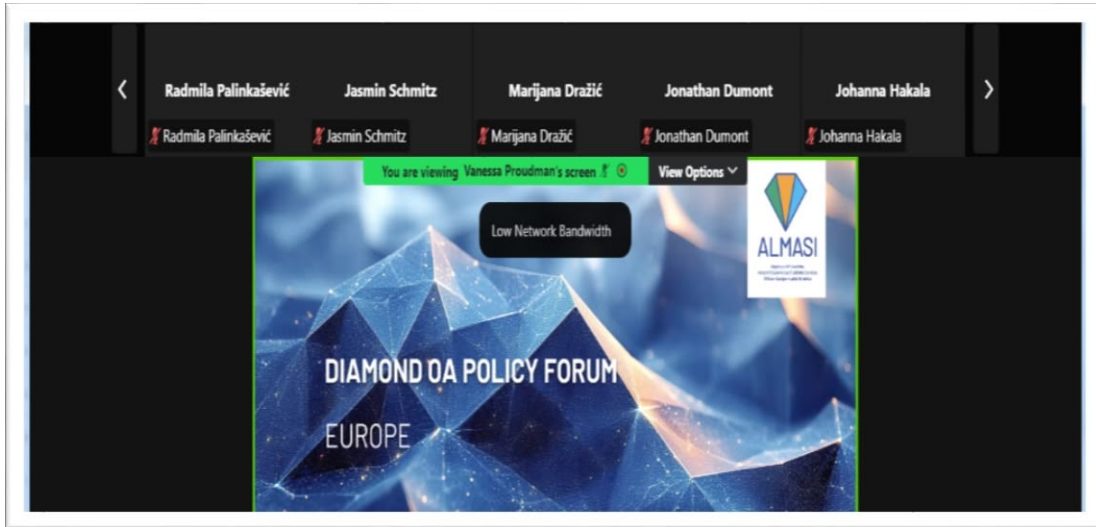 Radmila Palinkašević
Jasmin Schmitz
Marijana Dražić
Jonathan Dumont
Johanna Hakala
Radmila Palinkašević
Jasmin Schmitz
Marijana Dražić
Jonathan Dumont
Johanna Hakala
You are viewing Vanessa Proudman's screen
View Options
Low Network Bandwidth
ALMASI
DIAMOND OA POLICY FORUM
EUROPE